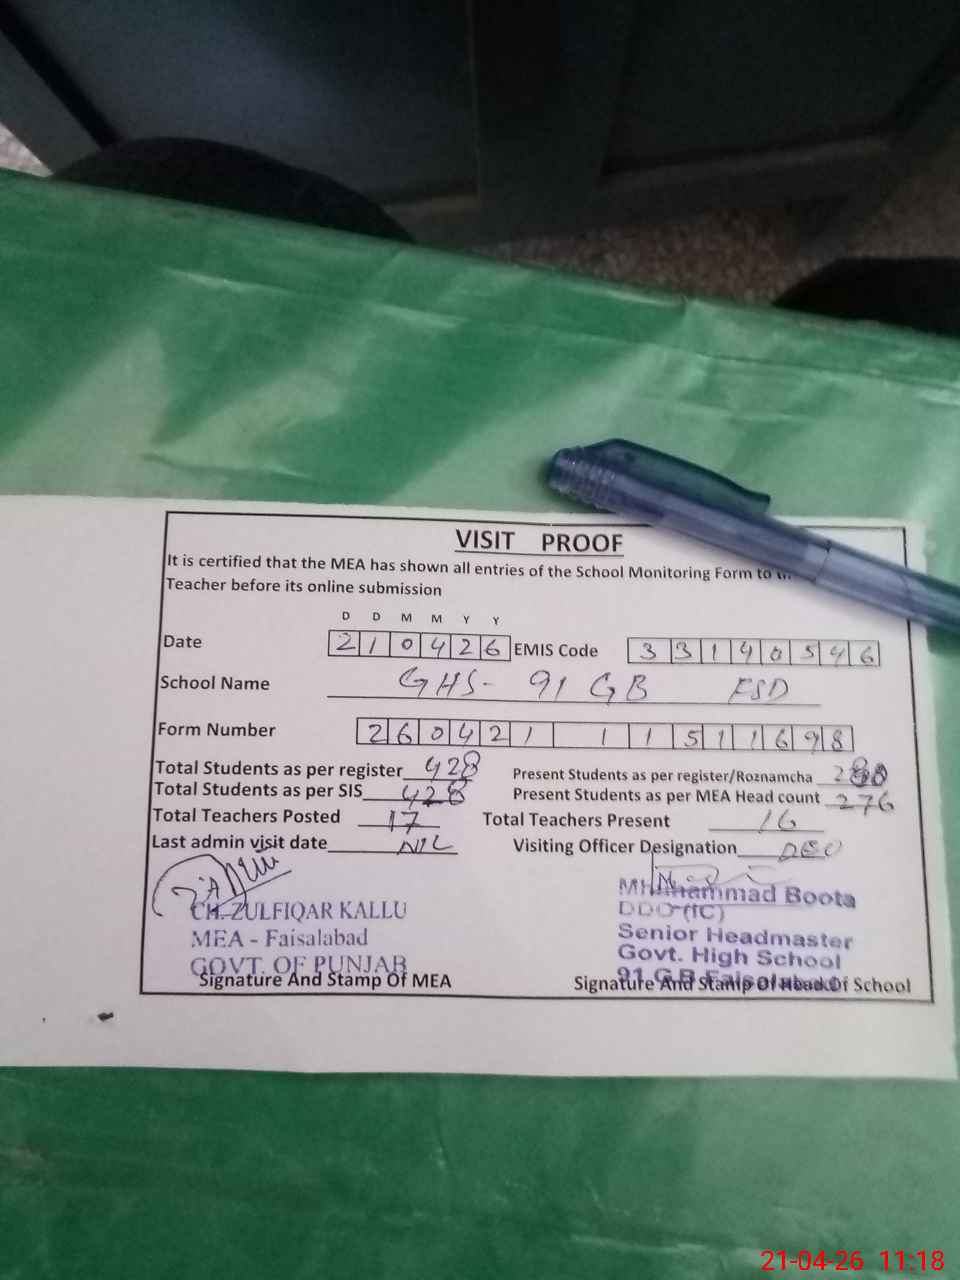 VISIT PROOF
It is certified that the MEA has shown all entries of the School Monitoring Form to
Teacher before its online submission
D D M M Y Y
Date 2 1 0 4 2 6 EMIS Code 3 3 1 4 0 5 4 6
School Name GHS- 91 GB FSD
Form Number 2 6 0 4 2 1 1 1 5 1 1 6 9 8
Total Students as per register 428 Present Students as per register/Roznamcha
Total Students as per SIS 428 Present Students as per MEA Head count 276
Total Teachers Posted 17 Total Teachers Present 16
Last admin visit date NIL Visiting Officer Designation
CH. ZULFIQAR KALLU
MEA - Faisalabad
GOVT. OF PUNJAB
Signature And Stamp Of MEA
Muhammad Boota
DDO (IC)
Senior Headmaster
Govt. High School
91 G.B Faisalabad
Signature And Stamp Of Head Of School
21-04-26 11:18